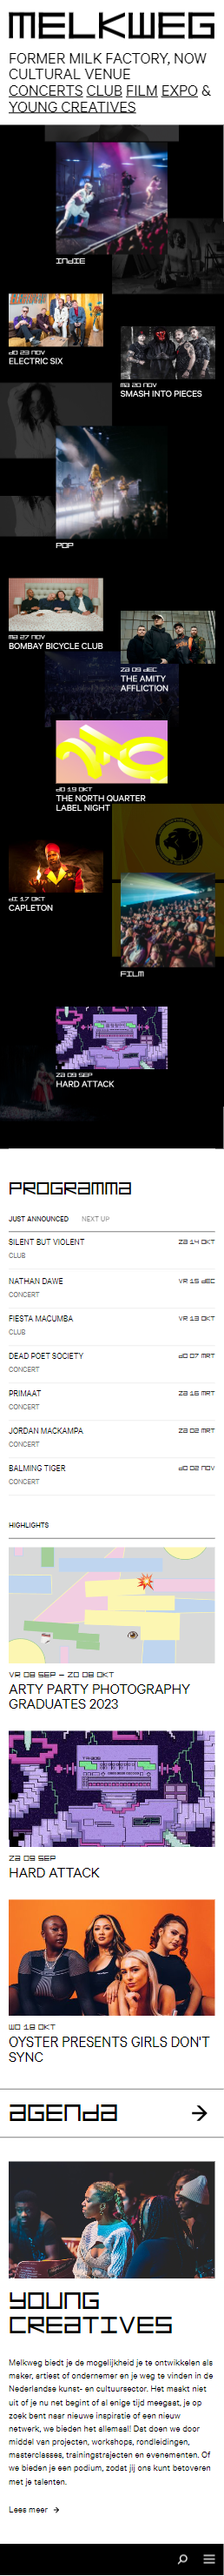 MELKWEG
FORMER MILK FACTORY, NOW
CULTURAL VENUE
CONCERTS CLUB FILM EXPO &
YOUNG CREATIVES
INDIE
do 23 nov
ELECTRIC SIX
ma 20 nov
SMASH INTO PIECES
POP
ma 27 nov
BOMBAY BICYCLE CLUB
za 09 dec
THE AMITY
AFFLICTION
do 19 okt
THE NORTH QUARTER
LABEL NIGHT
di 17 okt
CAPLETON
FILM
za 09 sep
HARD ATTACK
PROGRAMMA
JUST ANNOUNCED NEXT UP
SILENT BUT VIOLENT za 14 okt
CLUB
NATHAN DAWE vr 15 dec
CONCERT
FIESTA MACUMBA vr 13 okt
CLUB
DEAD POET SOCIETY do 07 mrt
CONCERT
PRIMAAT za 16 mrt
CONCERT
JORDAN MACKAMPA za 02 mrt
CONCERT
BALMING TIGER do 02 nov
CONCERT
HIGHLIGHTS
vr 08 sep – zo 08 okt
ARTY PARTY PHOTOGRAPHY
GRADUATES 2023
za 09 sep
HARD ATTACK
wo 18 okt
OYSTER PRESENTS GIRLS DON'T
SYNC
AGENDA →
YOUNG
CREATIVES
Melkweg biedt je de mogelijkheid je te ontwikkelen als
maker, artiest of ondernemer en je weg te vinden in de
Nederlandse kunst- en cultuursector. Het maakt niet
uit of je nu net begint of al enige tijd meegaat, je op
zoek bent naar nieuwe inspiratie of een nieuw
netwerk, we bieden het allemaal! Dat doen we door
middel van projecten, workshops, rondleidingen,
masterclasses, trainingstrajecten en evenementen. Of
we bieden je een podium, zodat jij ons kunt betoveren
met je talenten.
Lees meer →